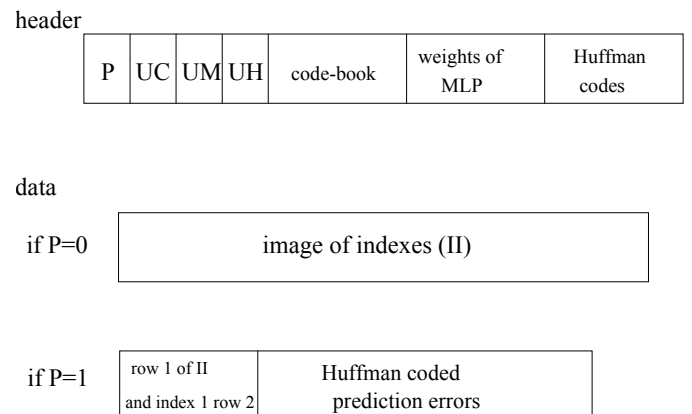 header
P UC UM UH code-book weights of MLP Huffman codes
data
if P=0 image of indexes (II)
if P=1 row 1 of II and index 1 row 2 Huffman coded prediction errors